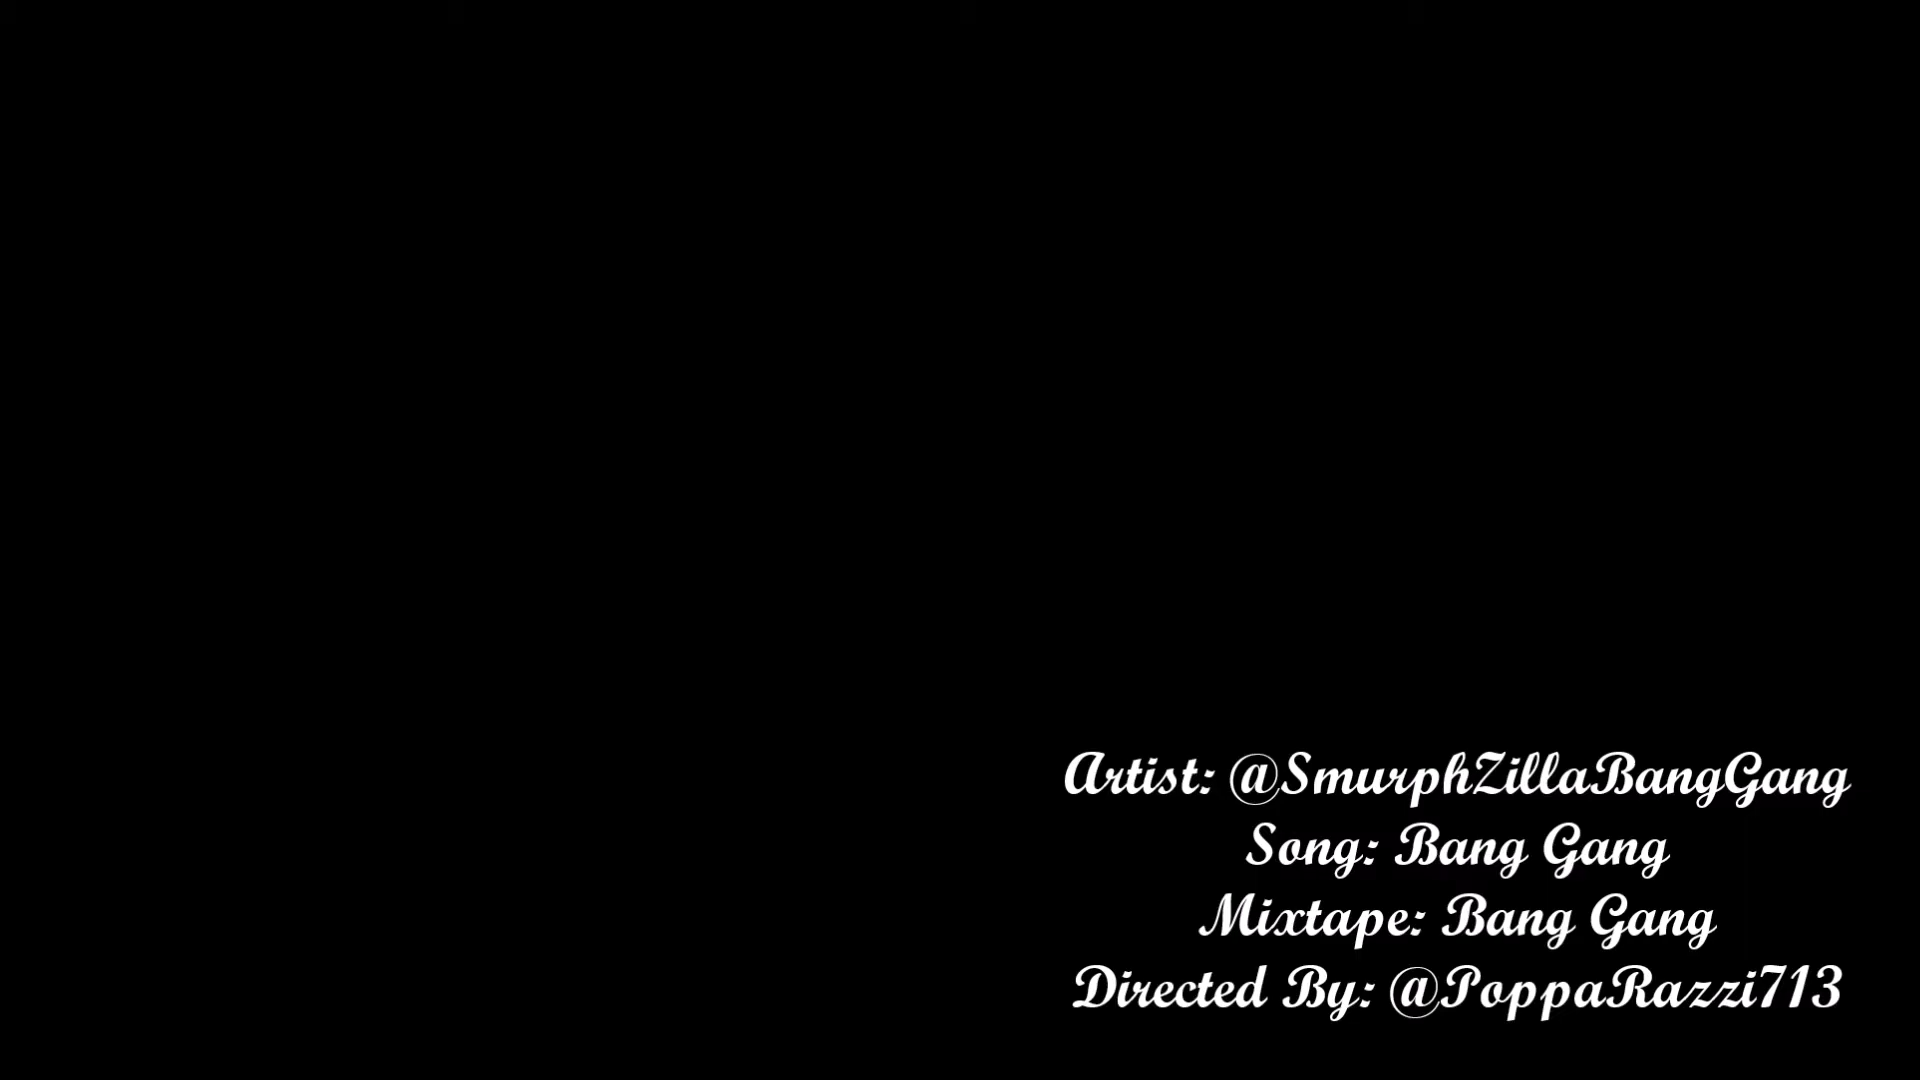 Artist: @SmurphZillaBangGang
Song: Bang Gang
Mixtape: Bang Gang
Directed By: @PoppaRazzi713